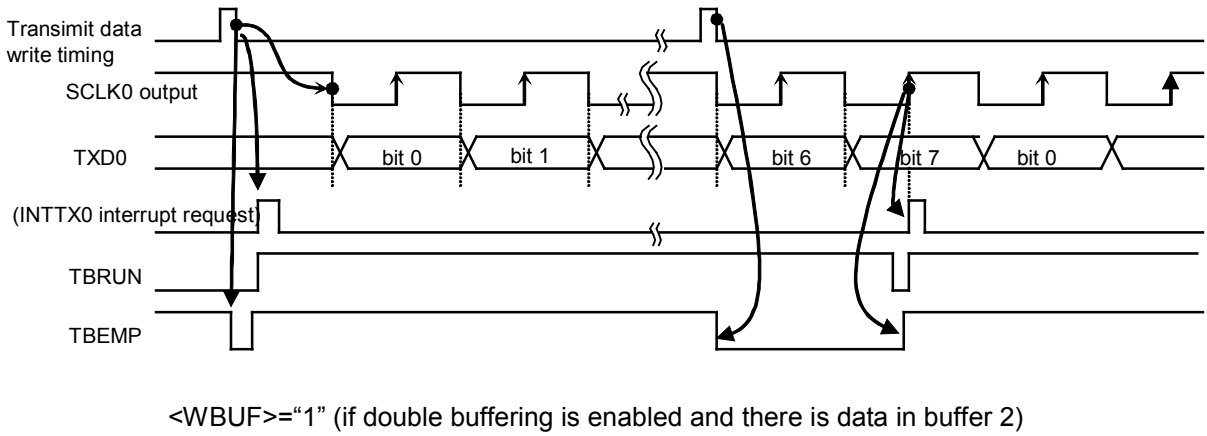 Transimit data
write timing
SCLK0 output
TXD0
bit 0
bit 1
bit 6
bit 7
bit 0
(INTTX0 interrupt request)
TBRUN
TBEMP
<WBUF>=“1” (if double buffering is enabled and there is data in buffer 2)